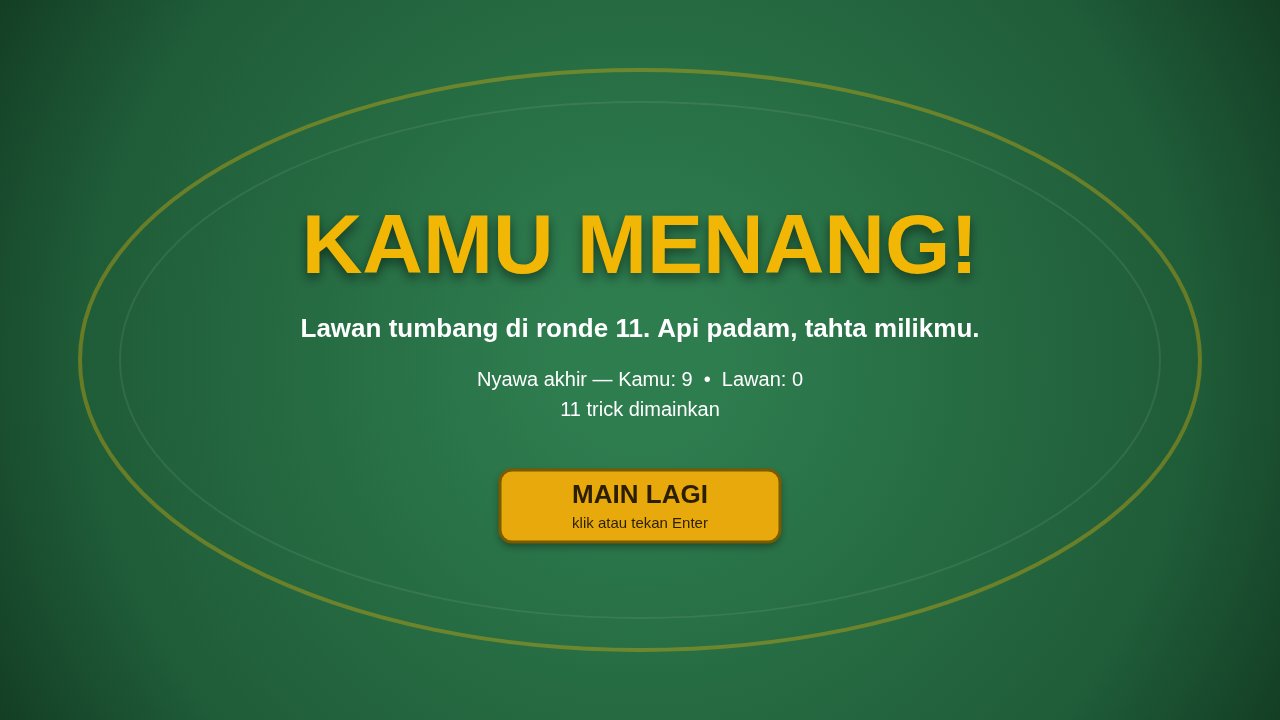 KAMU MENANG!
Lawan tumbang di ronde 11. Api padam, tahta milikmu.
Nyawa akhir — Kamu: 9 • Lawan: 0
11 trick dimainkan
MAIN LAGI
klik atau tekan Enter